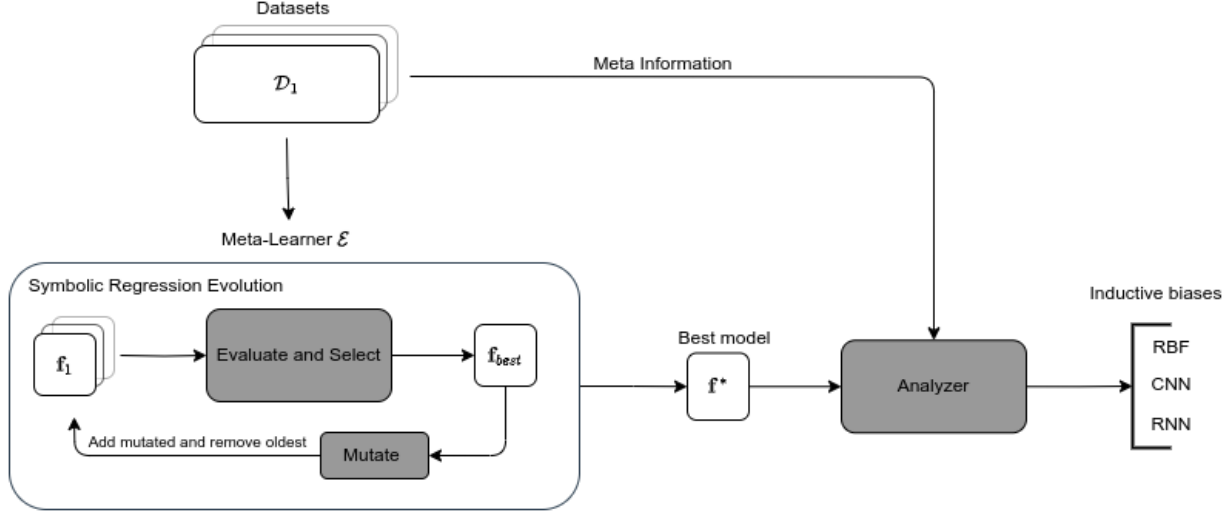 Datasets
𝒟₁
Meta Information
Meta-Learner ℰ
Symbolic Regression Evolution
Inductive biases
f₁
Evaluate and Select
f_best
Best model
f*
Analyzer
RBF
CNN
RNN
Add mutated and remove oldest
Mutate